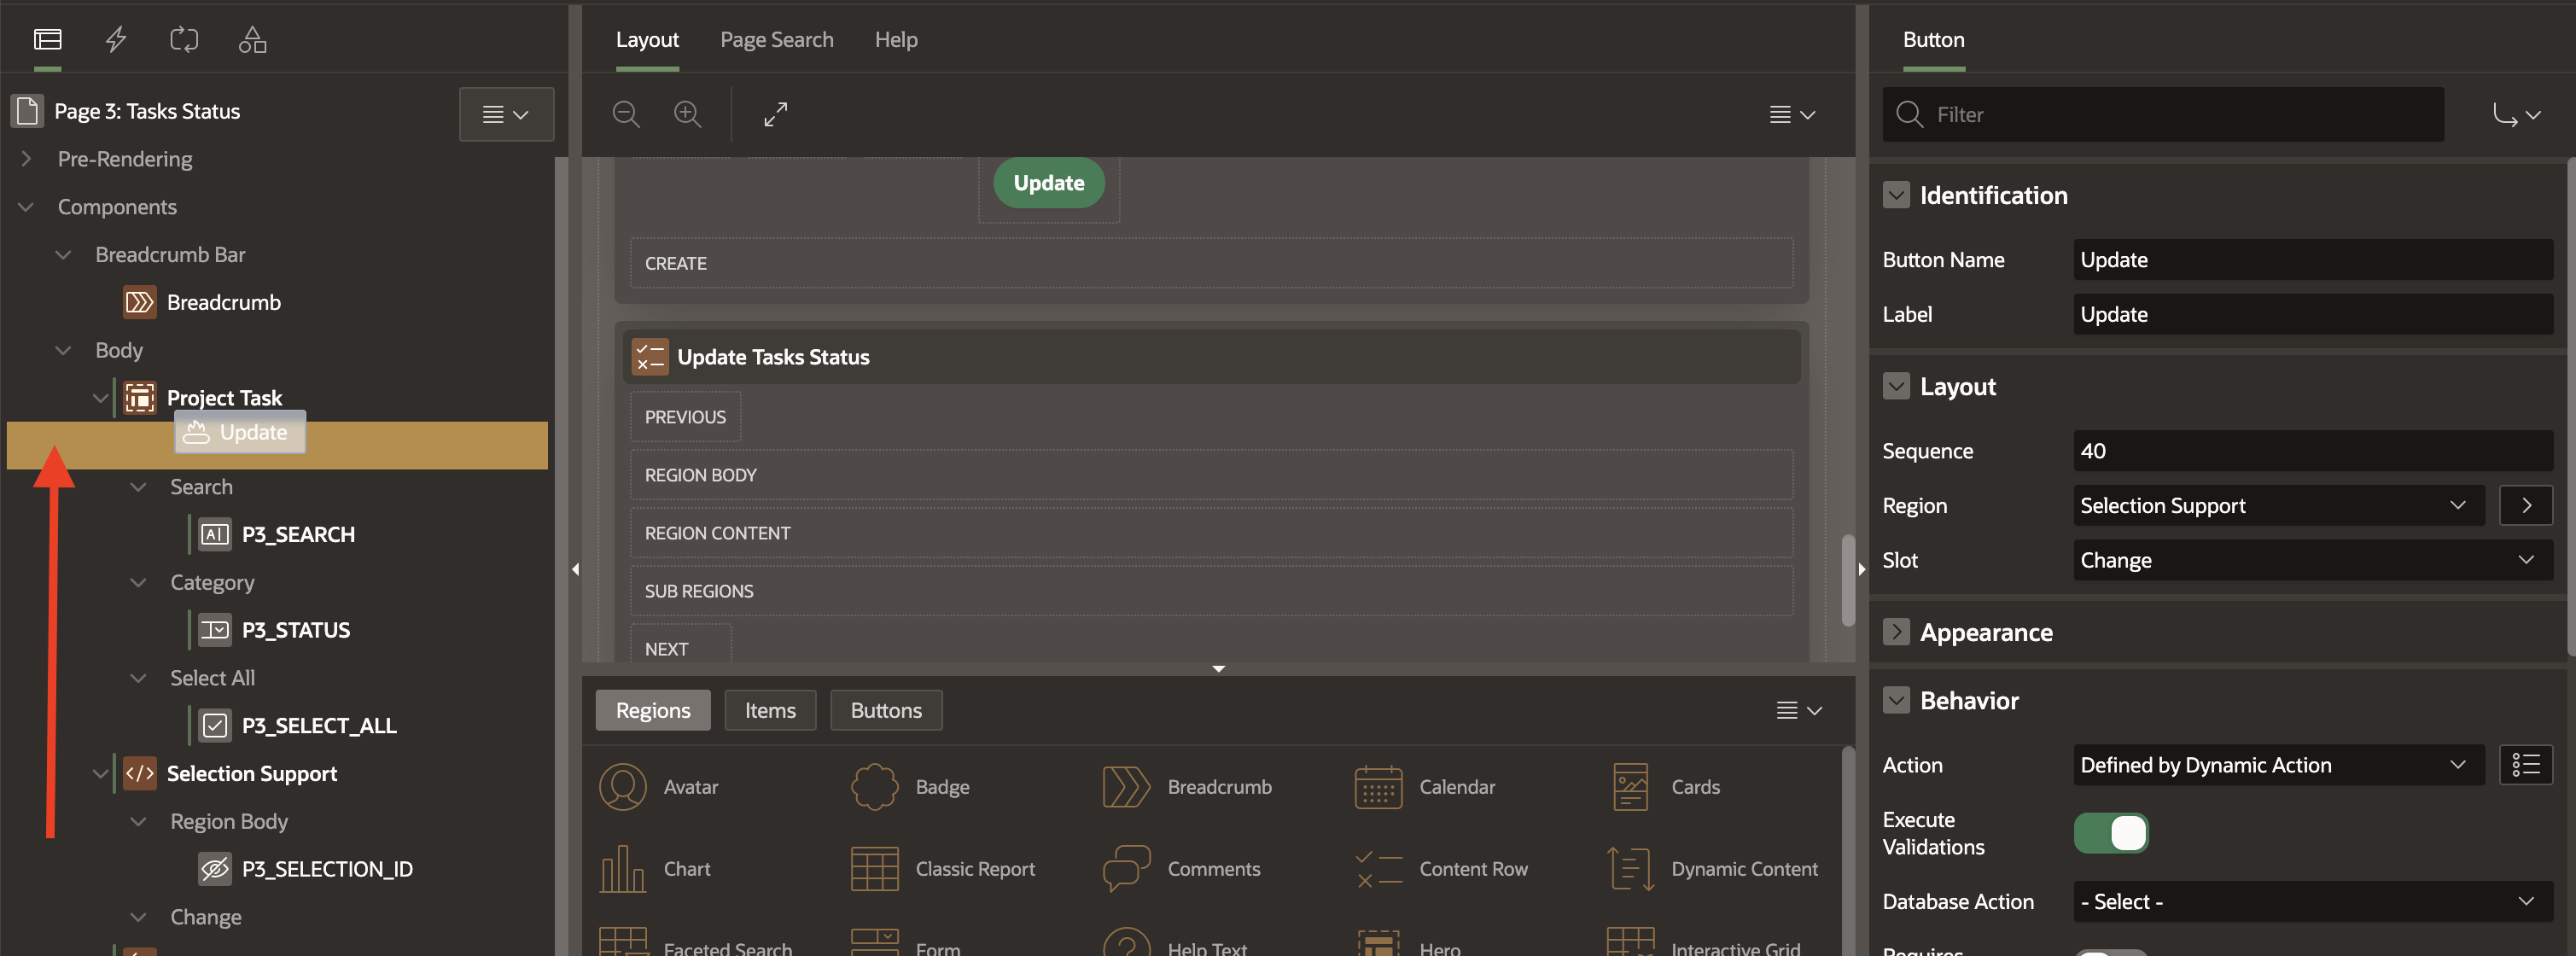 Layout
Page Search
Help
Button
Page 3: Tasks Status
Filter
Pre-Rendering
Components
Breadcrumb Bar
Breadcrumb
Body
Project Task
Update
Search
P3_SEARCH
Category
P3_STATUS
Select All
P3_SELECT_ALL
Selection Support
Region Body
P3_SELECTION_ID
Change
Update
CREATE
Update Tasks Status
PREVIOUS
REGION BODY
REGION CONTENT
SUB REGIONS
NEXT
Regions
Items
Buttons
Avatar
Badge
Breadcrumb
Calendar
Cards
Chart
Classic Report
Comments
Content Row
Dynamic Content
Faceted Search
Form
Help Text
Hero
Interactive Grid
Identification
Button Name
Update
Label
Update
Layout
Sequence
40
Region
Selection Support
Slot
Change
Appearance
Behavior
Action
Defined by Dynamic Action
Execute
Validations
Database Action
- Select -
Requires